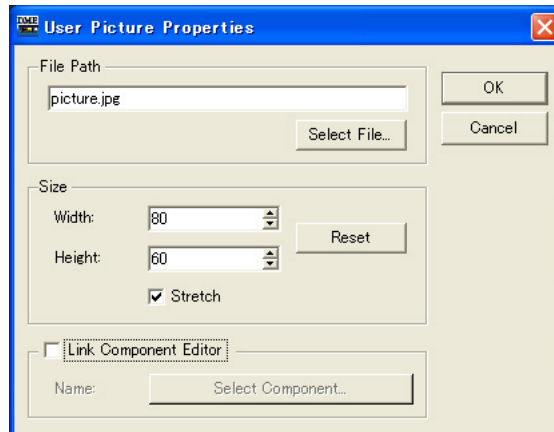 DME
User Picture Properties
File Path
picture.jpg
Select File...
OK
Cancel
Size
Width: 80
Height: 60
Reset
Stretch
Link Component Editor
Name: Select Component...